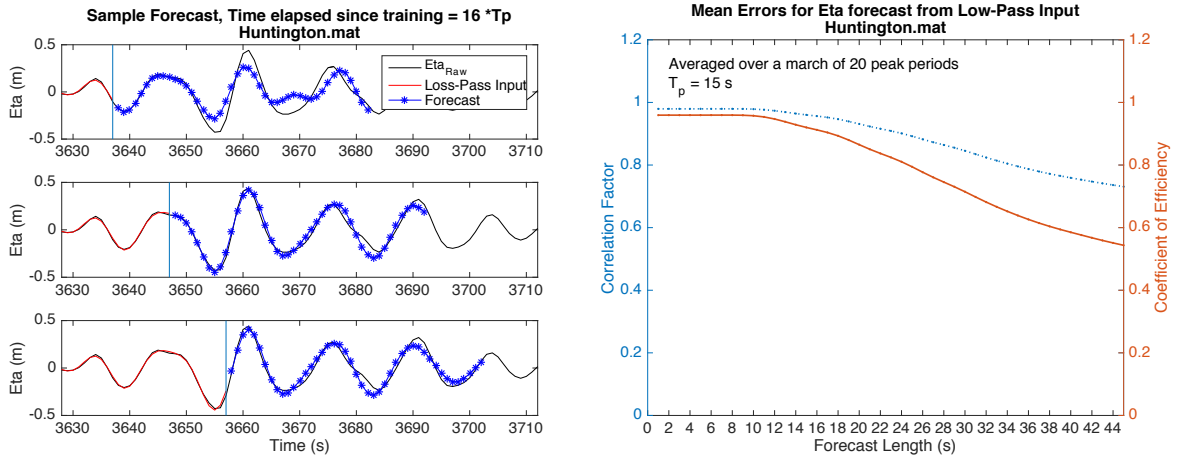 Sample Forecast, Time elapsed since training = 16 *Tp
Huntington.mat
Eta (m)
0.5
0
-0.5
Eta_Raw
Loss-Pass Input
Forecast
3630 3640 3650 3660 3670 3680 3690 3700 3710
Eta (m)
0.5
0
-0.5
3630 3640 3650 3660 3670 3680 3690 3700 3710
Eta (m)
0.5
0
-0.5
3630 3640 3650 3660 3670 3680 3690 3700 3710
Time (s)
Mean Errors for Eta forecast from Low-Pass Input
Huntington.mat
Averaged over a march of 20 peak periods
T_p = 15 s
Correlation Factor
1.2
1
0.8
0.6
0.4
0.2
0
Coefficient of Efficiency
1.2
1
0.8
0.6
0.4
0.2
0
0 2 4 6 8 10 12 14 16 18 20 22 24 26 28 30 32 34 36 38 40 42 44
Forecast Length (s)